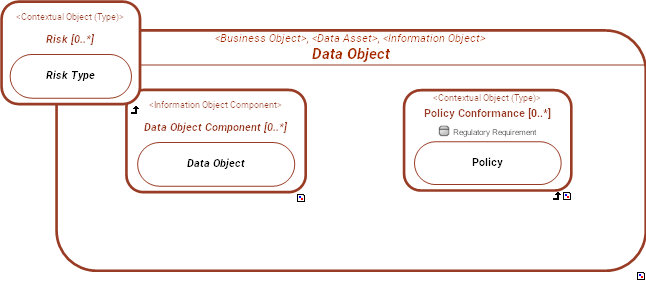 <Contextual Object (Type)>
Risk [0..*]
Risk Type
<Business Object>, <Data Asset>, <Information Object>
Data Object
<Information Object Component>
Data Object Component [0..*]
Data Object
<Contextual Object (Type)>
Policy Conformance [0..*]
Regulatory Requirement
Policy